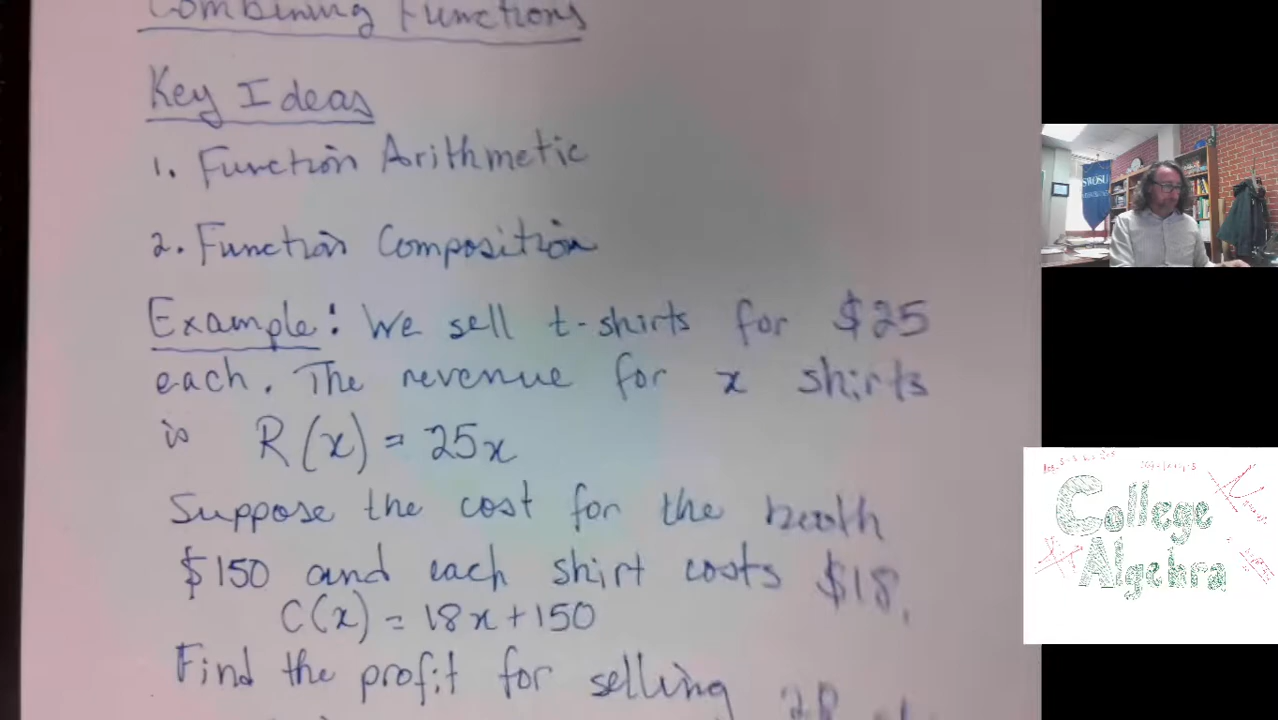 Combining Functions
Key Ideas
1. Function Arithmetic
2. Function Composition
Example: We sell t-shirts for $25
each. The revenue for x shirts
is R(x) = 25x
Suppose the cost for the booth
$150 and each shirt costs $18.
C(x) = 18x + 150
Find the profit for selling 28
SWOSU
College
Algebra